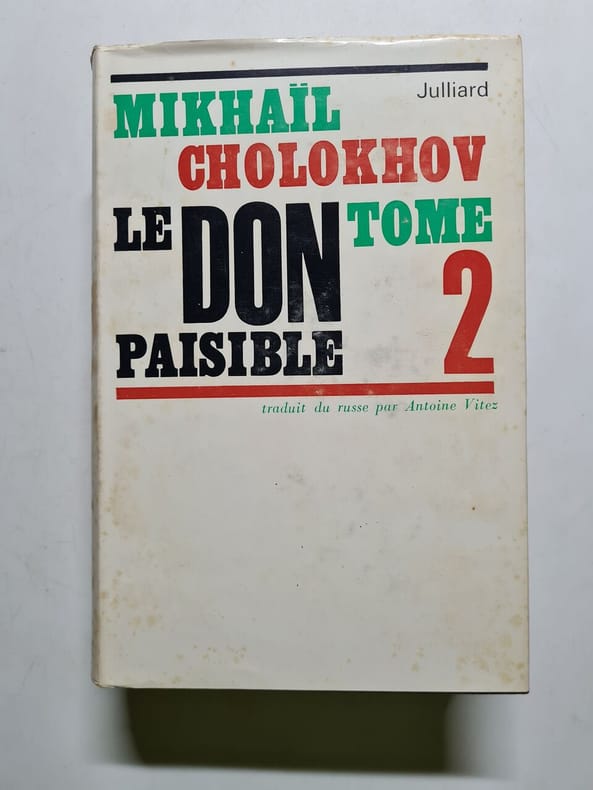 Julliard
MIKHAÏL
CHOLOKHOV
LE DON TOME
PAISIBLE 2
traduit du russe par Antoine Vitez